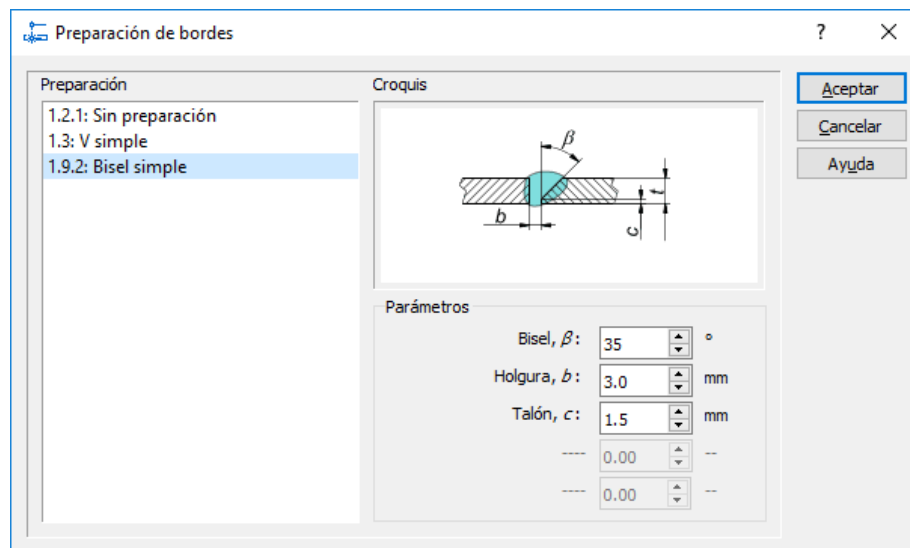 Preparación de bordes
?
Preparación
1.2.1: Sin preparación
1.3: V simple
1.9.2: Bisel simple
Croquis
β
b
t
c
Parámetros
Bisel, β: 35 °
Holgura, b: 3.0 mm
Talón, c: 1.5 mm
---- 0.00 --
---- 0.00 --
Aceptar
Cancelar
Ayuda